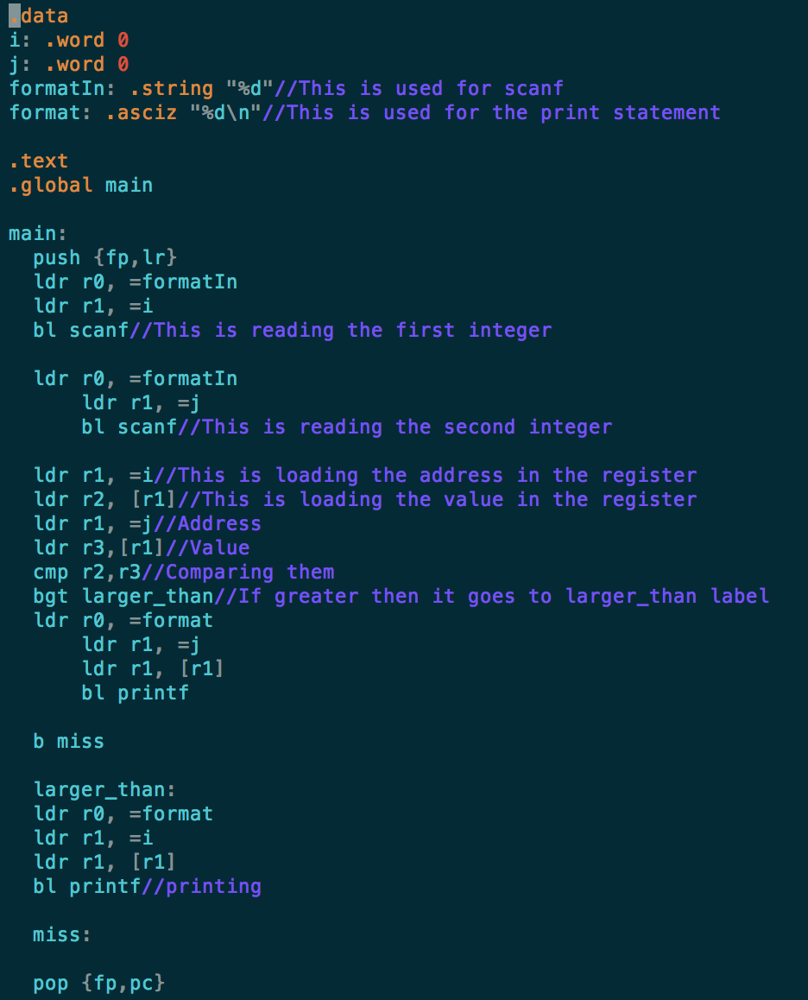 .data
i: .word 0
j: .word 0
formatIn: .string "%d"//This is used for scanf
format: .asciz "%d\n"//This is used for the print statement

.text
.global main

main:
  push {fp,lr}
  ldr r0, =formatIn
  ldr r1, =i
  bl scanf//This is reading the first integer

  ldr r0, =formatIn
      ldr r1, =j
      bl scanf//This is reading the second integer

  ldr r1, =i//This is loading the address in the register
  ldr r2, [r1]//This is loading the value in the register
  ldr r1, =j//Address
  ldr r3,[r1]//Value
  cmp r2,r3//Comparing them
  bgt larger_than//If greater then it goes to larger_than label
  ldr r0, =format
      ldr r1, =j
      ldr r1, [r1]
      bl printf

  b miss

  larger_than:
  ldr r0, =format
  ldr r1, =i
  ldr r1, [r1]
  bl printf//printing

  miss:

  pop {fp,pc}